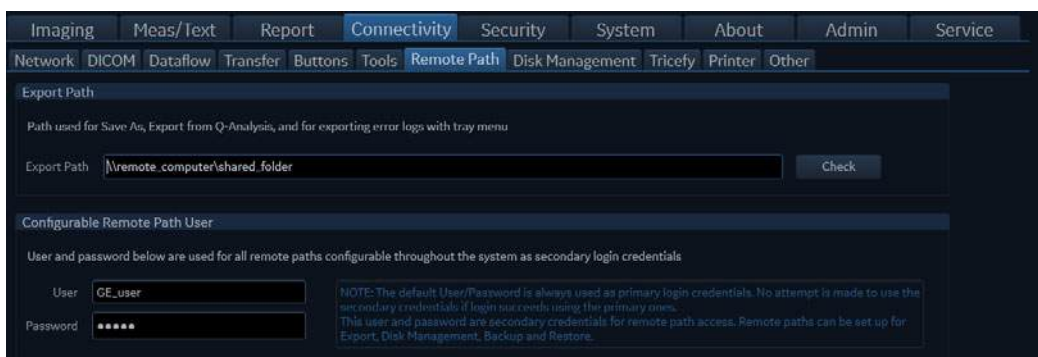 Imaging Meas/Text Report Connectivity Security System About Admin Service
Network DICOM Dataflow Transfer Buttons Tools Remote Path Disk Management Tricefy Printer Other
Export Path
Path used for Save As, Export from Q-Analysis, and for exporting error logs with tray menu
Export Path \\remote_computer\shared_folder Check
Configurable Remote Path User
User and password below are used for all remote paths configurable throughout the system as secondary login credentials
User GE_user
NOTE: The default User/Password is always used as primary login credentials. No attempt is made to use the
secondary credentials if login succeeds using the primary ones.
This user and password are secondary credentials for remote path access. Remote paths can be set up for
Export, Disk Management, Backup and Restore.
Password •••••